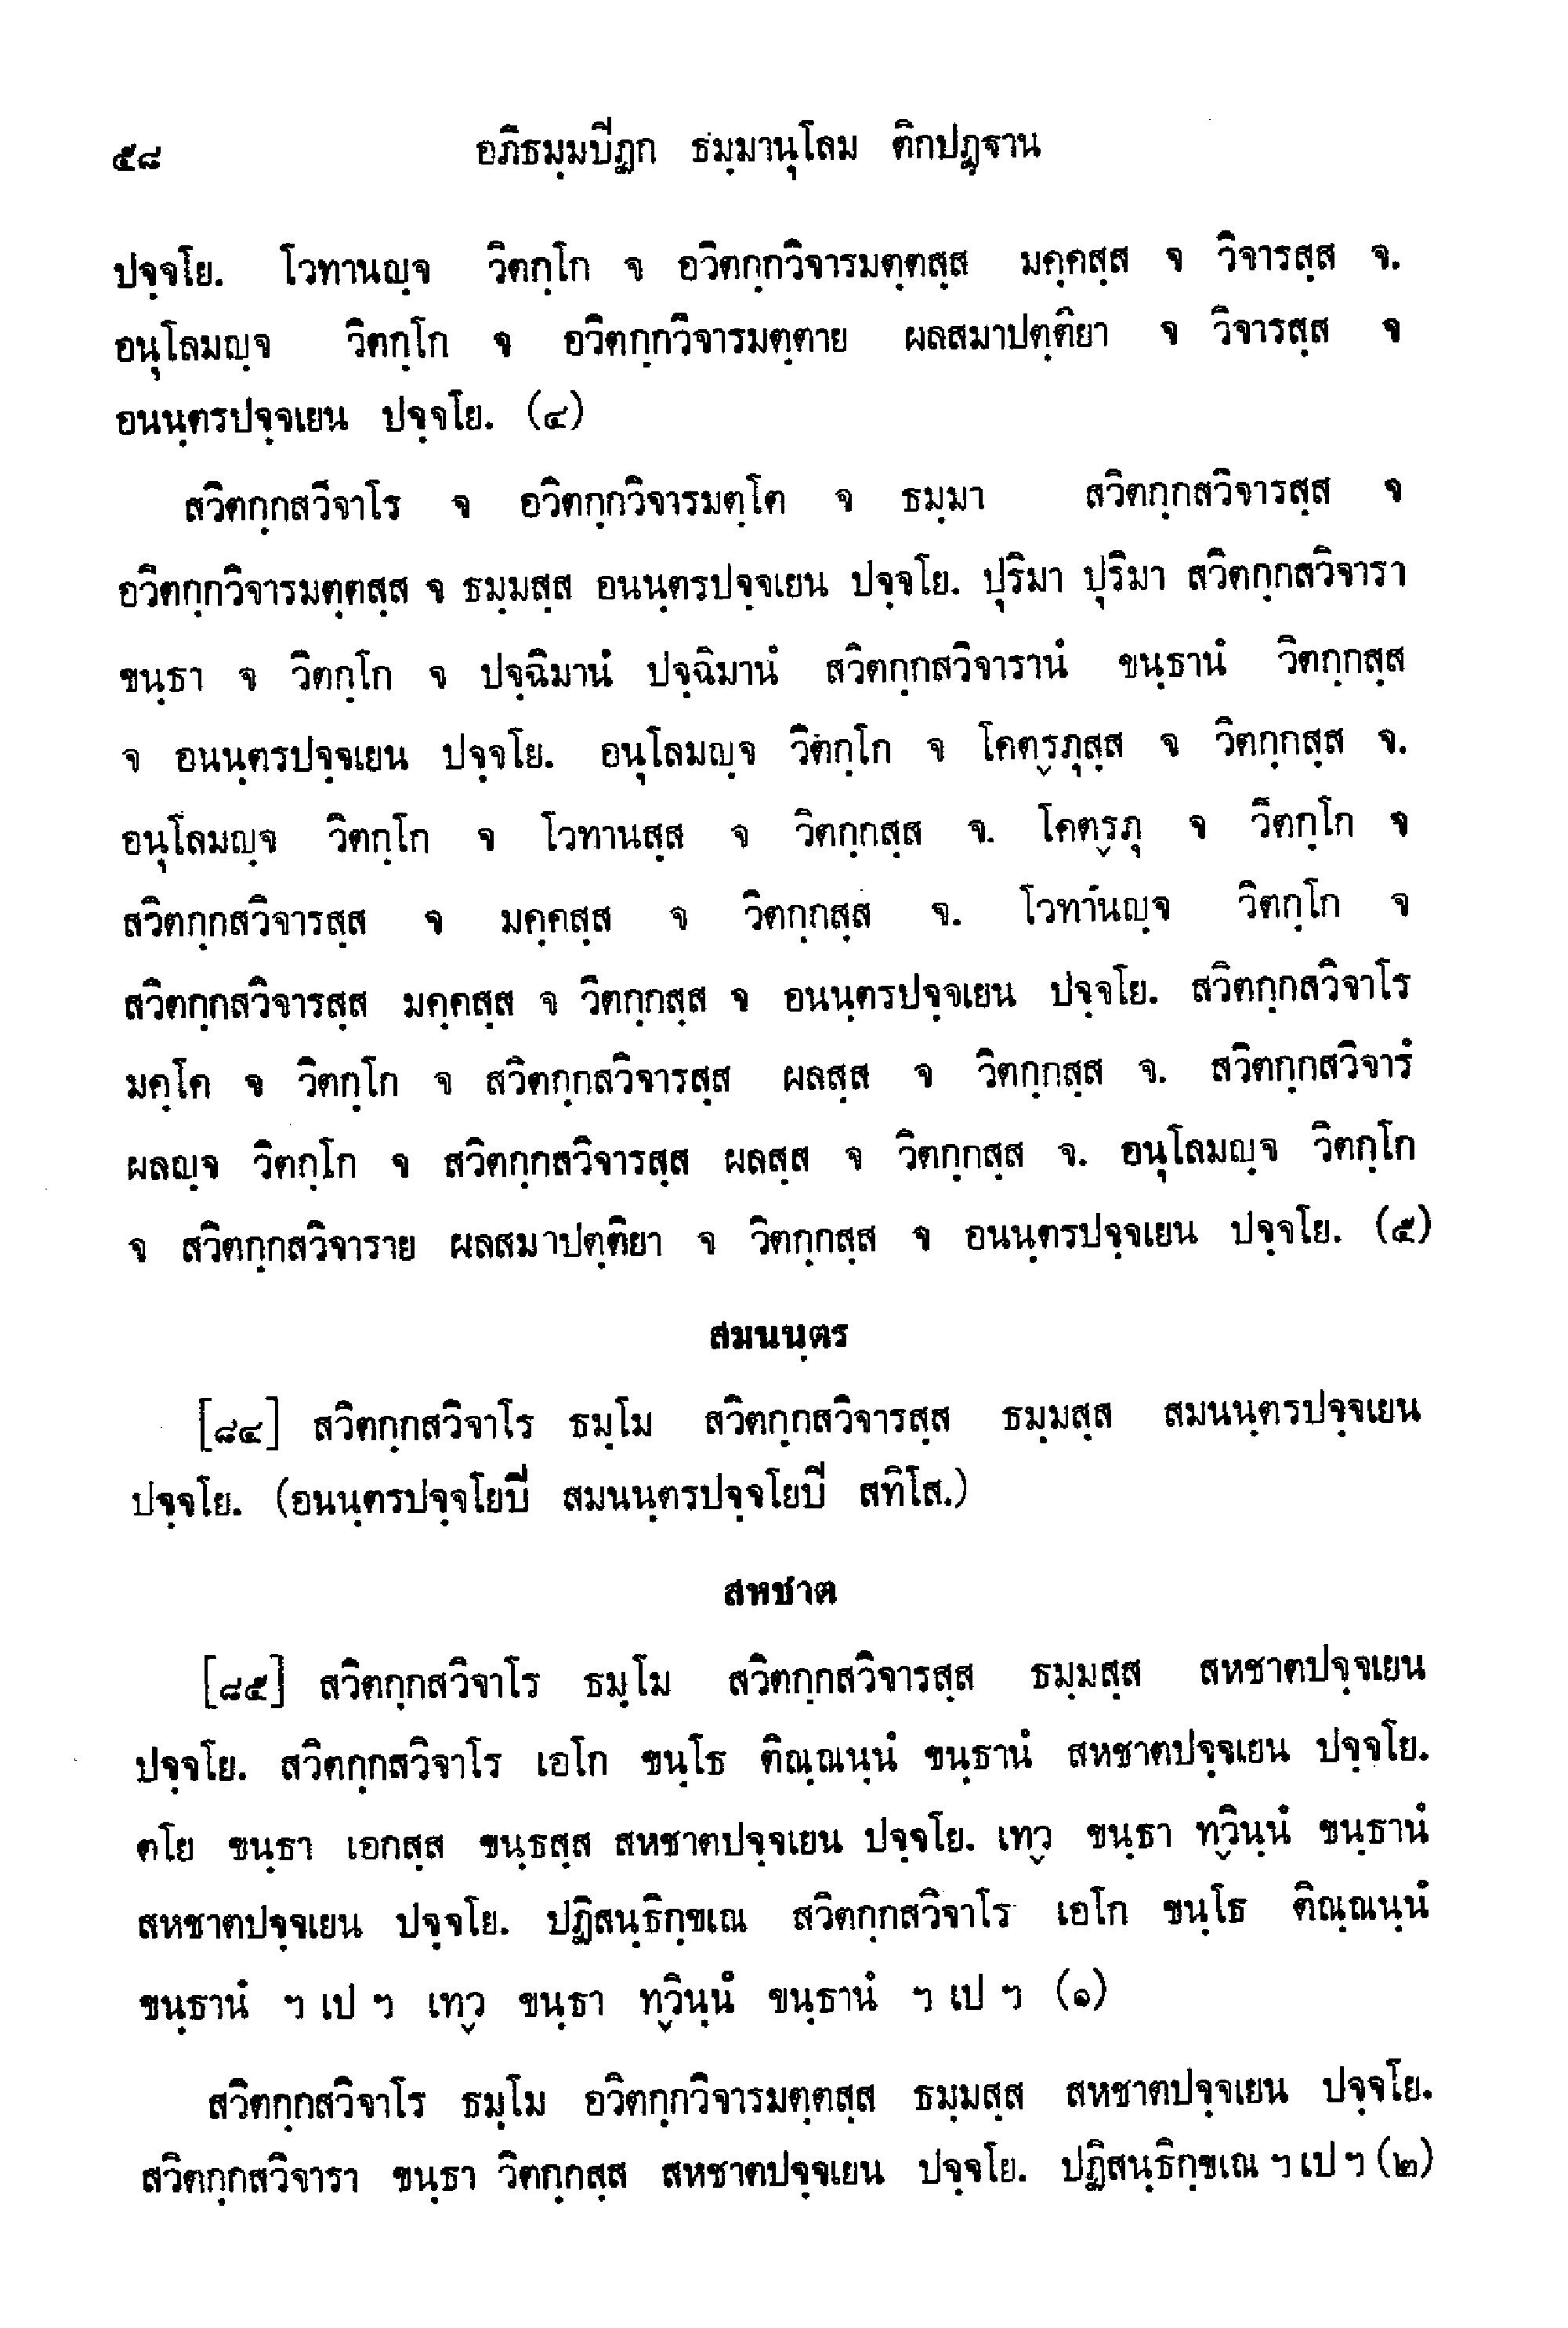 ๕๘ อภิธมฺมปีฏก ธมฺมานุโลม ติกปฏฺฐาน
ปจฺจโย. โวทานญฺจ วิตกฺโก จ อวิตกฺกวิจารมตฺตสฺส มคฺคสฺส จ วิจารสฺส จ.
อนุโลมญฺจ วิตกฺโก จ อวิตกฺกวิจารมตฺตาย ผลสมาปตฺติยา จ วิจารสฺส จ
อนนฺตรปจฺจเยน ปจฺจโย. (๔)
สวิตกฺกสวิจาโร จ อวิตกฺกวิจารมตฺโต จ ธมฺมา สวิตกฺกสวิจารสฺส จ
อวิตกฺกวิจารมตฺตสฺส จ ธมฺมสฺส อนนฺตรปจฺจเยน ปจฺจโย. ปุริมา ปุริมา สวิตกฺกสวิจารา
ขนฺธา จ วิตกฺโก จ ปจฺฉิมานํ ปจฺฉิมานํ สวิตกฺกสวิจารานํ ขนฺธานํ วิตกฺกสฺส
จ อนนฺตรปจฺจเยน ปจฺจโย. อนุโลมญฺจ วิตกฺโก จ โคตฺรภุสฺส จ วิตกฺกสฺส จ.
อนุโลมญฺจ วิตกฺโก จ โวทานสฺส จ วิตกฺกสฺส จ. โคตฺรภุ จ วิตกฺโก จ
สวิตกฺกสวิจารสฺส จ มคฺคสฺส จ วิตกฺกสฺส จ. โวทานญฺจ วิตกฺโก จ
สวิตกฺกสวิจารสฺส มคฺคสฺส จ วิตกฺกสฺส จ อนนฺตรปจฺจเยน ปจฺจโย. สวิตกฺกสวิจาโร
มคฺโค จ วิตกฺโก จ สวิตกฺกสวิจารสฺส ผลสฺส จ วิตกฺกสฺส จ. สวิตกฺกสวิจารํ
ผลญฺจ วิตกฺโก จ สวิตกฺกสวิจารสฺส ผลสฺส จ วิตกฺกสฺส จ. อนุโลมญฺจ วิตกฺโก
จ สวิตกฺกสวิจาราย ผลสมาปตฺติยา จ วิตกฺกสฺส จ อนนฺตรปจฺจเยน ปจฺจโย. (๕)
สมนนฺตร
[๘๔] สวิตกฺกสวิจาโร ธมฺโม สวิตกฺกสวิจารสฺส ธมฺมสฺส สมนนฺตรปจฺจเยน
ปจฺจโย. (อนนฺตรปจฺจโยปี สมนนฺตรปจฺจโยปี สทิโส.)
สหชาต
[๘๕] สวิตกฺกสวิจาโร ธมฺโม สวิตกฺกสวิจารสฺส ธมฺมสฺส สหชาตปจฺจเยน
ปจฺจโย. สวิตกฺกสวิจาโร เอโก ขนฺโธ ติณฺณนฺนํ ขนฺธานํ สหชาตปจฺจเยน ปจฺจโย.
ตโย ขนฺธา เอกสฺส ขนฺธสฺส สหชาตปจฺจเยน ปจฺจโย. เทฺว ขนฺธา ทฺวินฺนํ ขนฺธานํ
สหชาตปจฺจเยน ปจฺจโย. ปฏิสนฺธิกฺขเณ สวิตกฺกสวิจาโร เอโก ขนฺโธ ติณฺณนฺนํ
ขนฺธานํ ฯ เป ฯ เทฺว ขนฺธา ทฺวินฺนํ ขนฺธานํ ฯ เป ฯ (๑)
สวิตกฺกสวิจาโร ธมฺโม อวิตกฺกวิจารมตฺตสฺส ธมฺมสฺส สหชาตปจฺจเยน ปจฺจโย.
สวิตกฺกสวิจารา ขนฺธา วิตกฺกสฺส สหชาตปจฺจเยน ปจฺจโย. ปฏิสนฺธิกฺขเณ ฯ เป ฯ (๒)